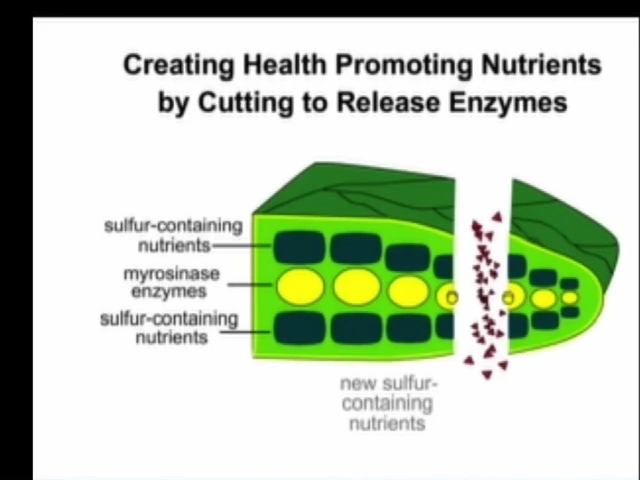 Creating Health Promoting Nutrients
by Cutting to Release Enzymes
sulfur-containing
nutrients
myrosinase
enzymes
sulfur-containing
nutrients
new sulfur-
containing
nutrients